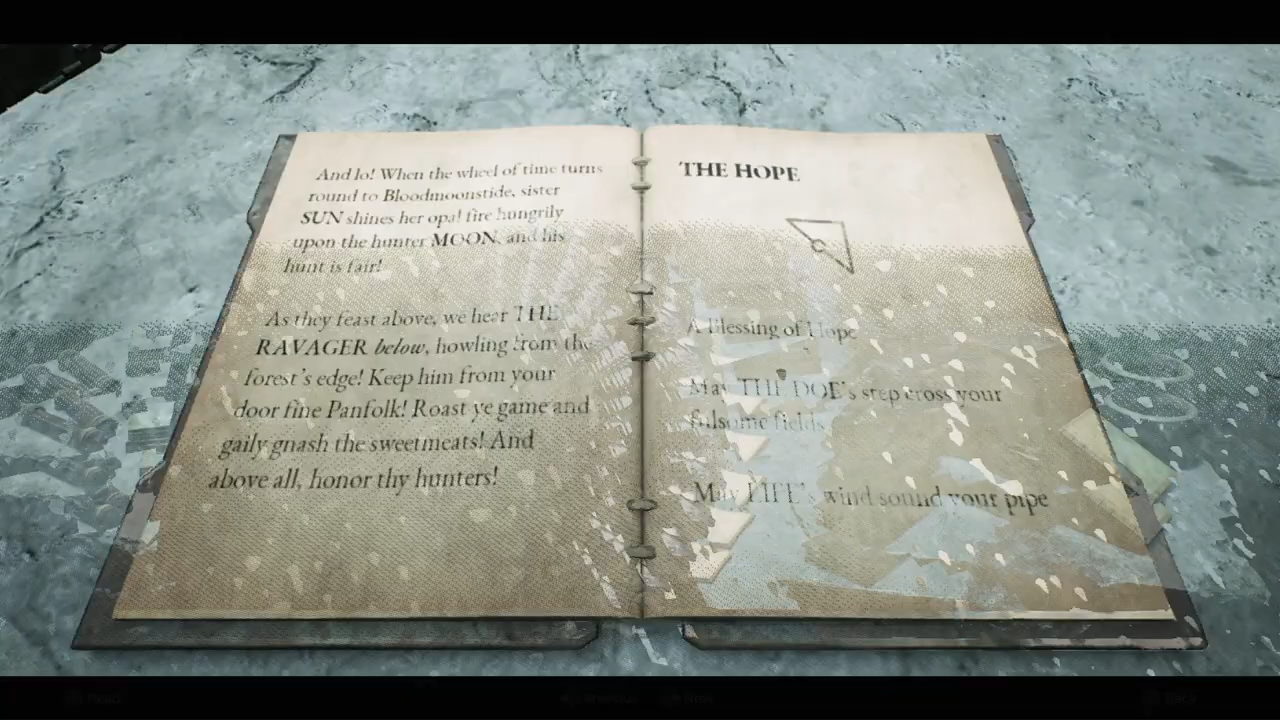 And lo! When the wheel of time turns
round to Bloodmoonstide, sister
SUN shines her opal fire hungrily
upon the hunter MOON, and his
hunt is fair!
As they feast above, we hear THE
RAVAGER below, howling from the
forest's edge! Keep him from your
door fine Panfolk! Roast ye game and
gaily gnash the sweetmeats! And
above all, honor thy hunters!
THE HOPE
A Blessing of Hope
May THE DOE's step cross your
fulsome fields
May LIFE's wind sound your pipe